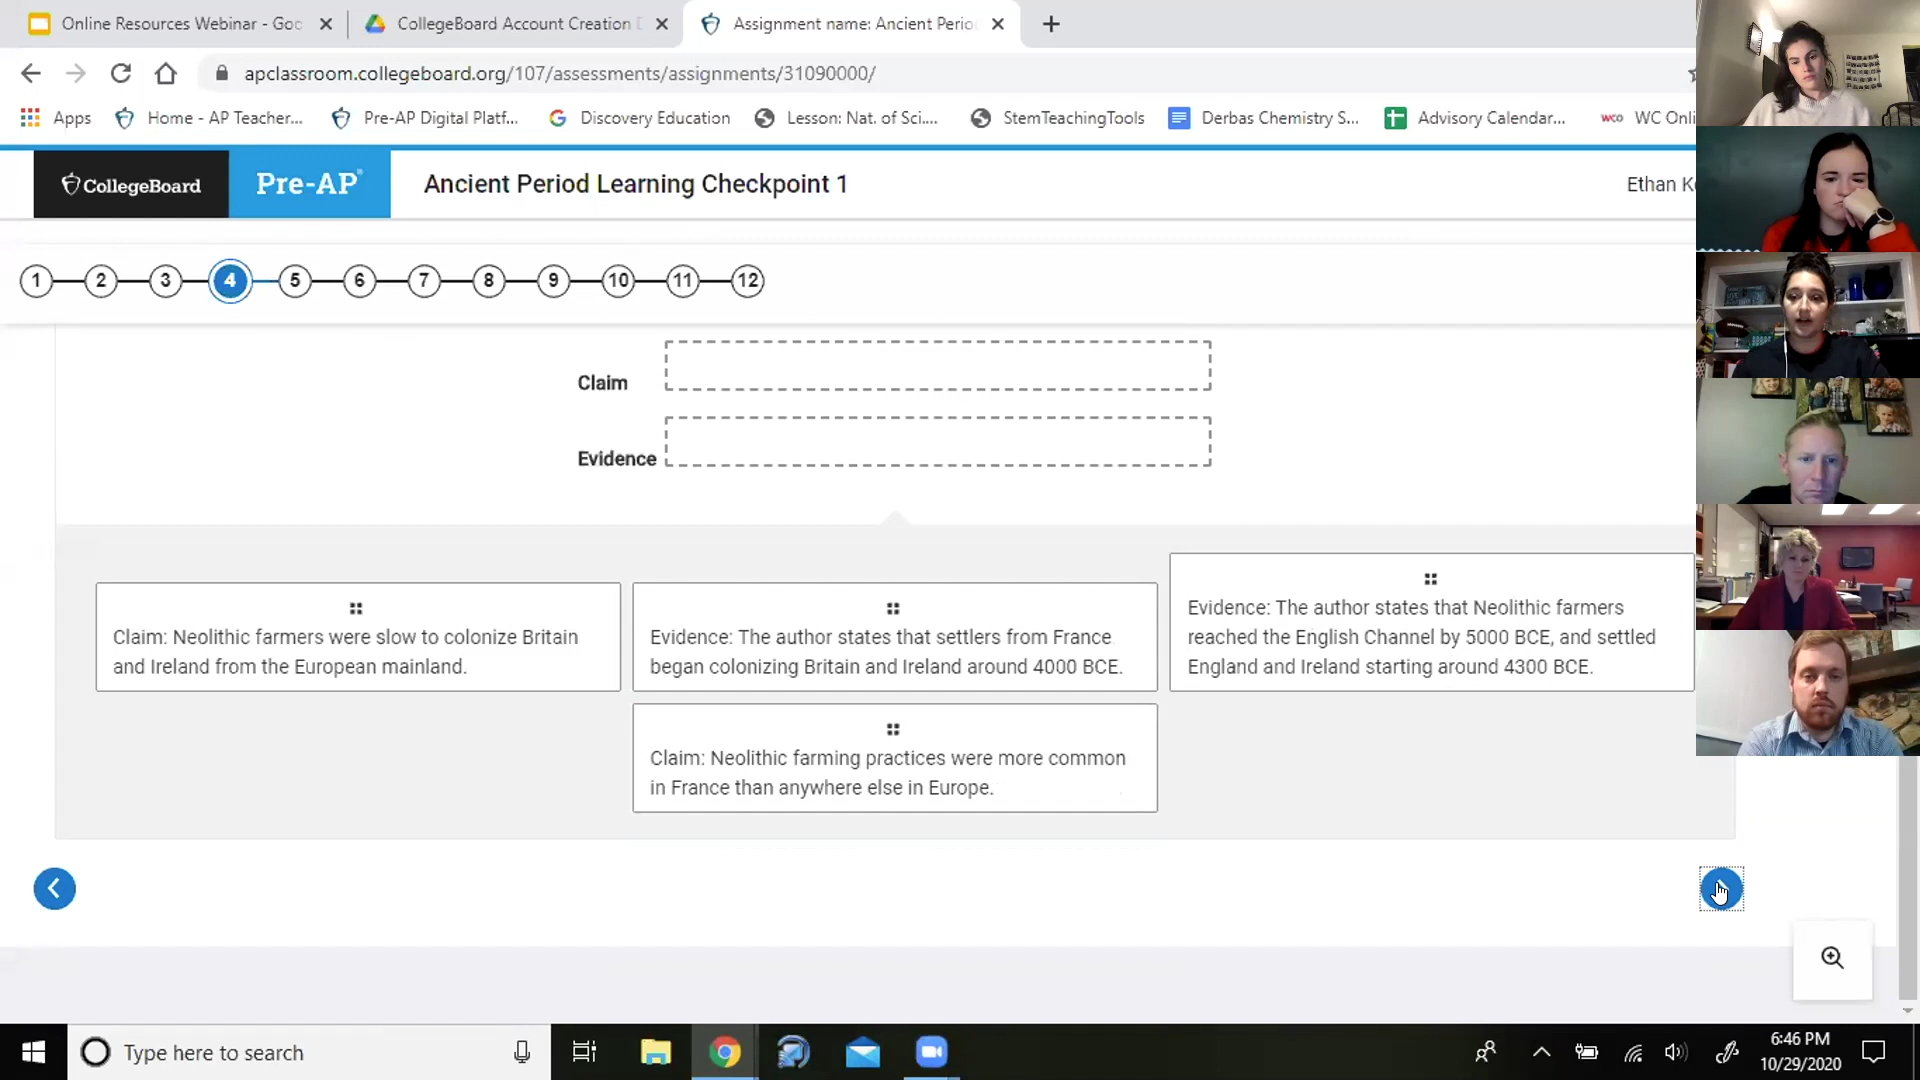 Online Resources Webinar - Goo
CollegeBoard Account Creation D
Assignment name: Ancient Perio
apclassroom.collegeboard.org/107/assessments/assignments/31090000/
Apps
Home - AP Teacher...
Pre-AP Digital Platf...
Discovery Education
Lesson: Nat. of Sci....
StemTeachingTools
Derbas Chemistry S...
Advisory Calendar...
wco WC Onli
CollegeBoard
Pre-AP®
Ancient Period Learning Checkpoint 1
Ethan K
1 2 3 4 5 6 7 8 9 10 11 12
Claim
Evidence
Claim: Neolithic farmers were slow to colonize Britain
and Ireland from the European mainland.
Evidence: The author states that settlers from France
began colonizing Britain and Ireland around 4000 BCE.
Evidence: The author states that Neolithic farmers
reached the English Channel by 5000 BCE, and settled
England and Ireland starting around 4300 BCE.
Claim: Neolithic farming practices were more common
in France than anywhere else in Europe.
Type here to search
6:46 PM
10/29/2020